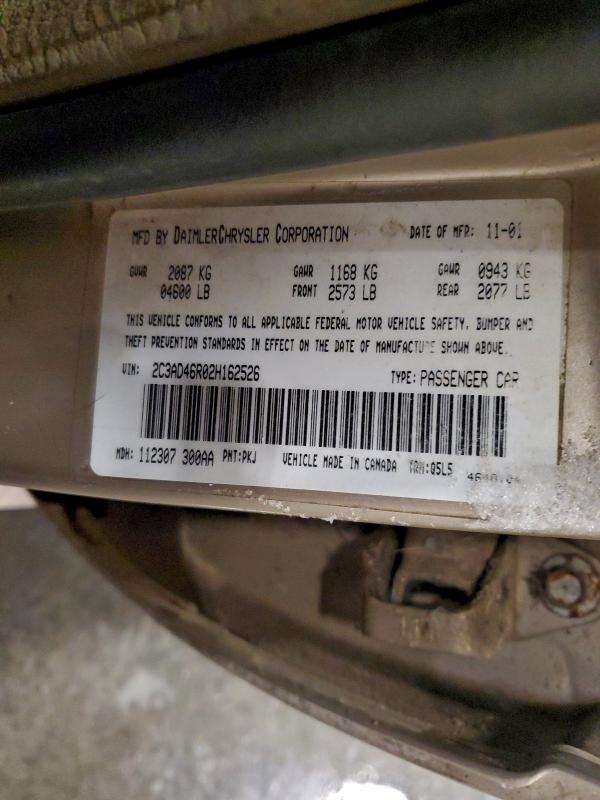 MFD BY DAIMLERCHRYSLER CORPORATION DATE OF MFR: 11-01
GVWR 2087 KG GAWR 1168 KG GAWR 0943 KG
04600 LB FRONT 2573 LB REAR 2077 LB
THIS VEHICLE CONFORMS TO ALL APPLICABLE FEDERAL MOTOR VEHICLE SAFETY, BUMPER AND
THEFT PREVENTION STANDARDS IN EFFECT ON THE DATE OF MANUFACTURE SHOWN ABOVE.
VIN: 2C3AD46R02H162526 TYPE: PASSENGER CAR
MDH: 112307 300AA PNT:PKJ VEHICLE MADE IN CANADA TRM:Q5L5